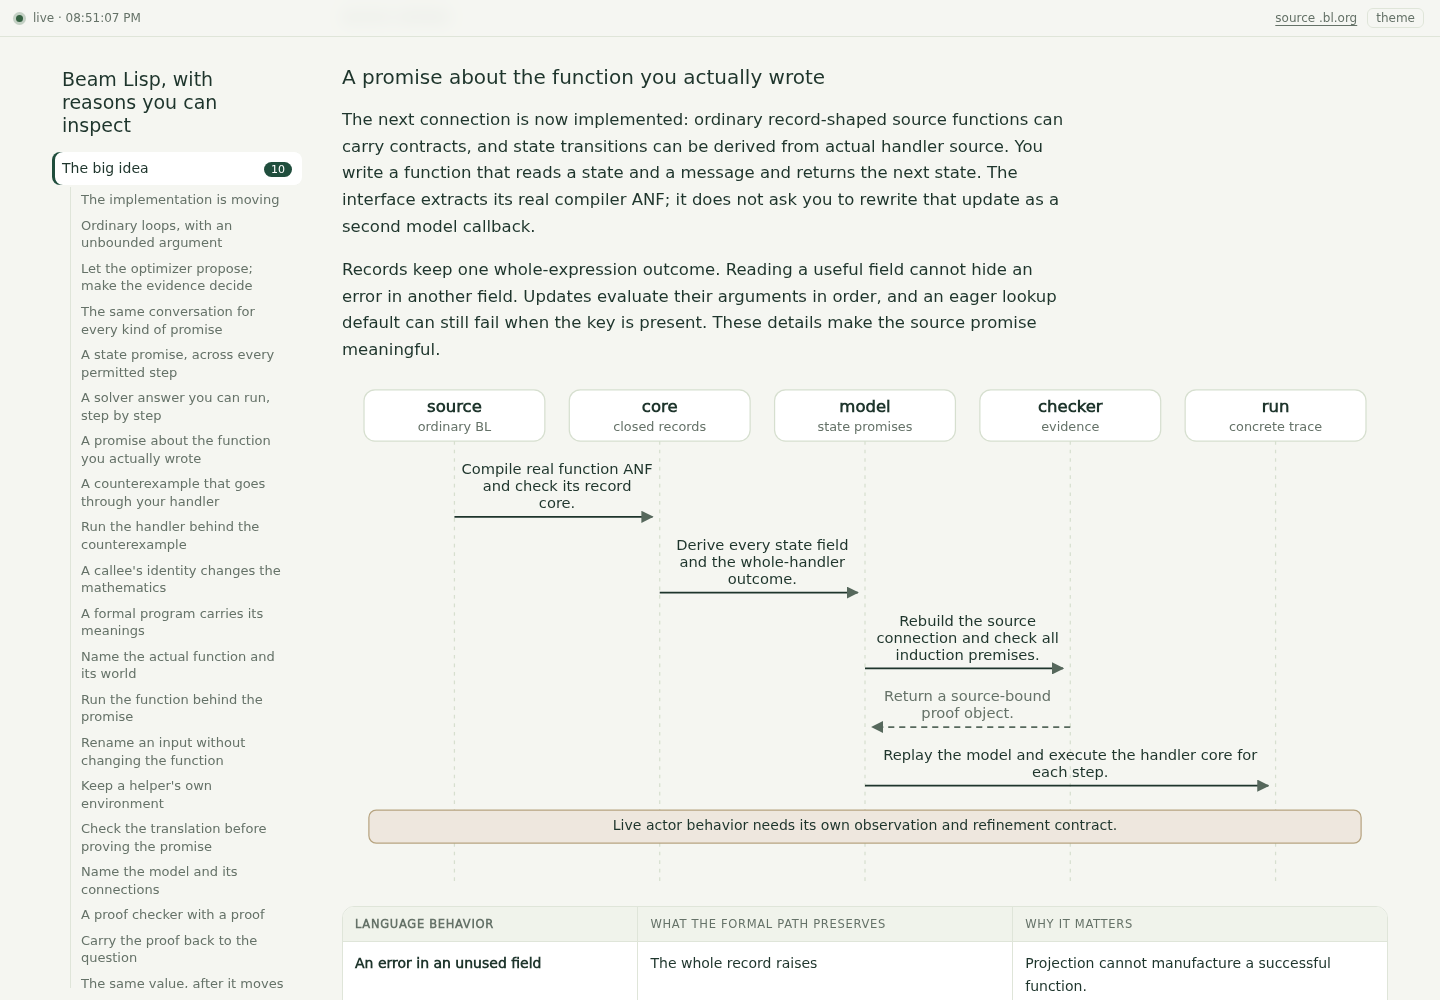 live · 08:51:07 PM
source .bl.org
theme
Beam Lisp, with
reasons you can
inspect
The big idea
10
The implementation is moving
Ordinary loops, with an
unbounded argument
Let the optimizer propose;
make the evidence decide
The same conversation for
every kind of promise
A state promise, across every
permitted step
A solver answer you can run,
step by step
A promise about the function
you actually wrote
A counterexample that goes
through your handler
Run the handler behind the
counterexample
A callee's identity changes the
mathematics
A formal program carries its
meanings
Name the actual function and
its world
Run the function behind the
promise
Rename an input without
changing the function
Keep a helper's own
environment
Check the translation before
proving the promise
Name the model and its
connections
A proof checker with a proof
Carry the proof back to the
question
The same value, after it moves
A promise about the function you actually wrote
The next connection is now implemented: ordinary record-shaped source functions can
carry contracts, and state transitions can be derived from actual handler source. You
write a function that reads a state and a message and returns the next state. The
interface extracts its real compiler ANF; it does not ask you to rewrite that update as a
second model callback.
Records keep one whole-expression outcome. Reading a useful field cannot hide an
error in another field. Updates evaluate their arguments in order, and an eager lookup
default can still fail when the key is present. These details make the source promise
meaningful.
source
ordinary BL
core
closed records
model
state promises
checker
evidence
run
concrete trace
Compile real function ANF
and check its record
core.
Derive every state field
and the whole-handler
outcome.
Rebuild the source
connection and check all
induction premises.
Return a source-bound
proof object.
Replay the model and execute the handler core for
each step.
Live actor behavior needs its own observation and refinement contract.
LANGUAGE BEHAVIOR
WHAT THE FORMAL PATH PRESERVES
WHY IT MATTERS
An error in an unused field
The whole record raises
Projection cannot manufacture a successful
function.